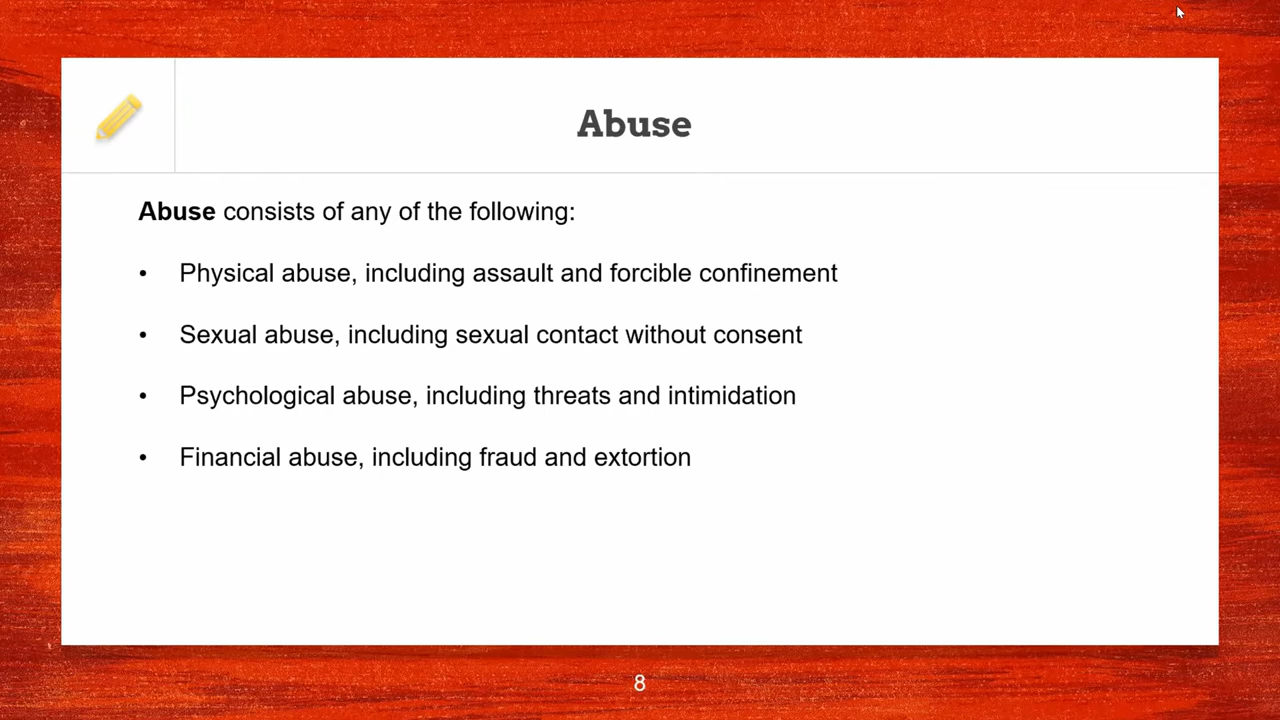 Abuse
Abuse consists of any of the following:
• Physical abuse, including assault and forcible confinement
• Sexual abuse, including sexual contact without consent
• Psychological abuse, including threats and intimidation
• Financial abuse, including fraud and extortion
8